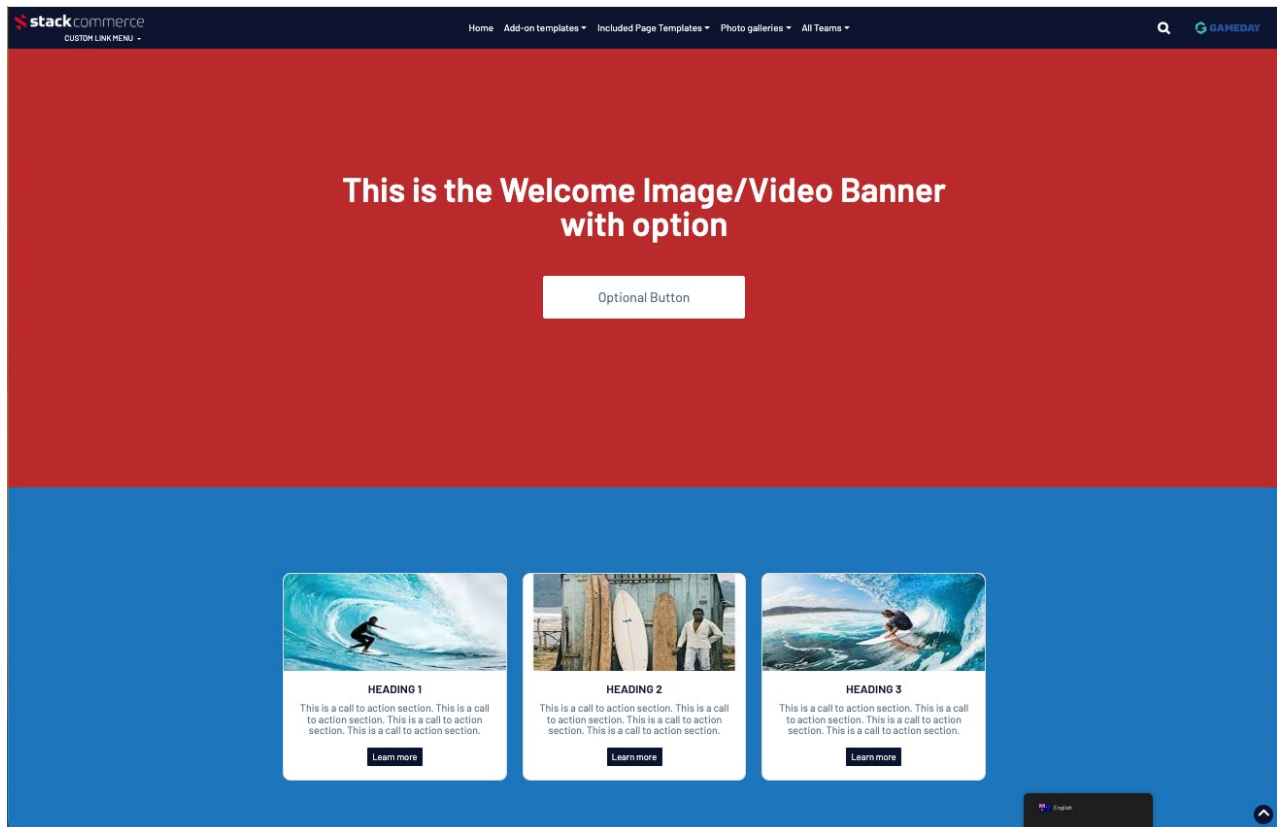 stackcommerce
CUSTOM LINK MENU
Home Add-on templates Included Page Templates Photo galleries All Teams
GAMEDAY
This is the Welcome Image/Video Banner
with option
Optional Button
HEADING 1
This is a call to action section. This is a call
to action section. This is a call to action
section. This is a call to action section.
Learn more
HEADING 2
This is a call to action section. This is a call
to action section. This is a call to action
section. This is a call to action section.
Learn more
HEADING 3
This is a call to action section. This is a call
to action section. This is a call to action
section. This is a call to action section.
Learn more
English